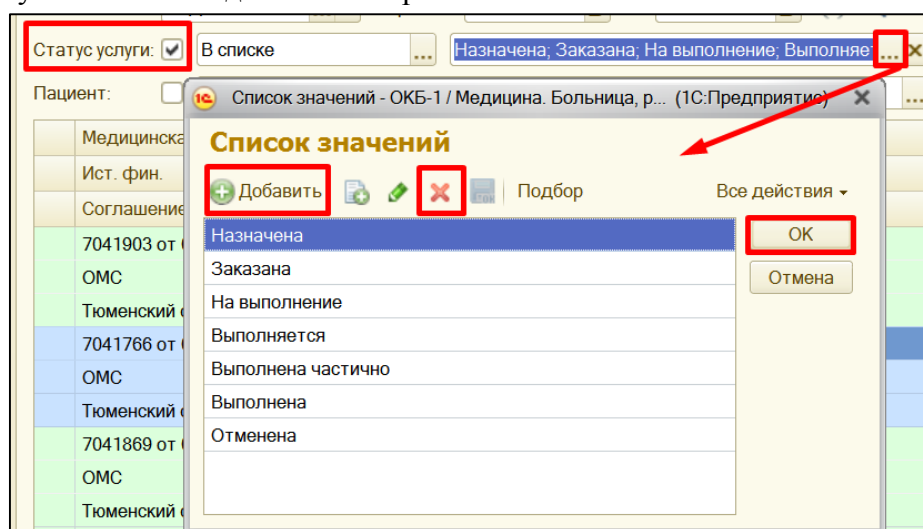 Статус услуги: В списке ... Назначена; Заказана; На выполнение; Выполняет ... ×
Пациент: ...
Список значений - ОКБ-1 / Медицина. Больница, р... (1С:Предприятие) ×
Список значений
Добавить Подбор Все действия
Назначена
Заказана
На выполнение
Выполняется
Выполнена частично
Выполнена
Отменена
OK
Отмена
Медицинска
Ист. фин.
Соглашение
7041903 от
ОМС
Тюменский
7041766 от
ОМС
Тюменский
7041869 от
ОМС
Тюменский